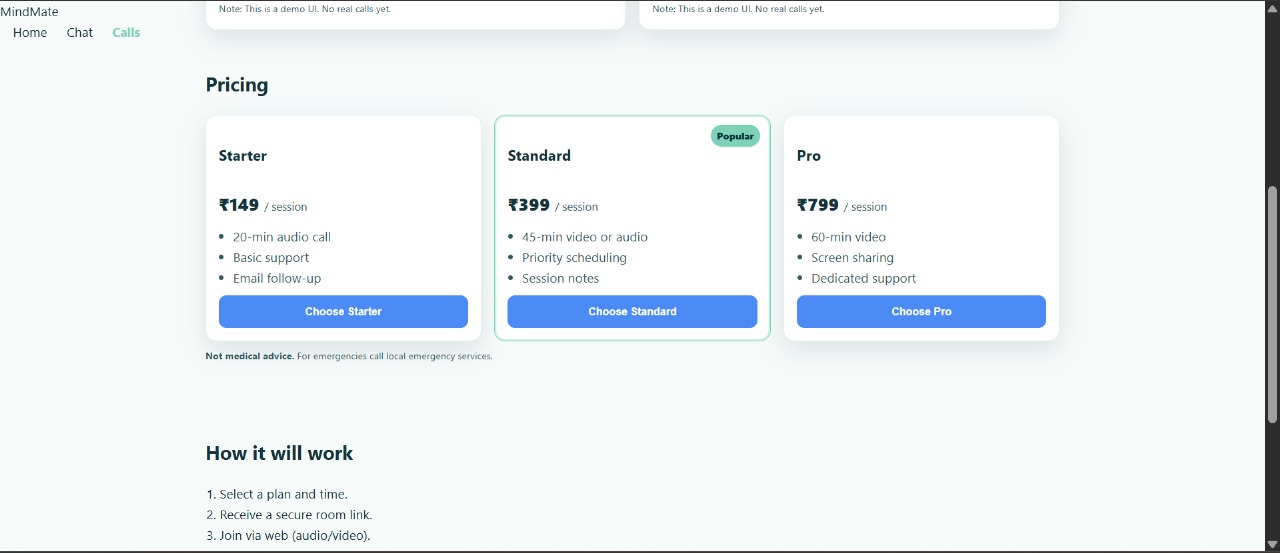 MindMate
Home Chat Calls
Note: This is a demo UI. No real calls yet.
Note: This is a demo UI. No real calls yet.
Pricing
Starter
₹149 / session
20-min audio call
Basic support
Email follow-up
Choose Starter
Popular
Standard
₹399 / session
45-min video or audio
Priority scheduling
Session notes
Choose Standard
Pro
₹799 / session
60-min video
Screen sharing
Dedicated support
Choose Pro
Not medical advice. For emergencies call local emergency services.
How it will work
1. Select a plan and time.
2. Receive a secure room link.
3. Join via web (audio/video).